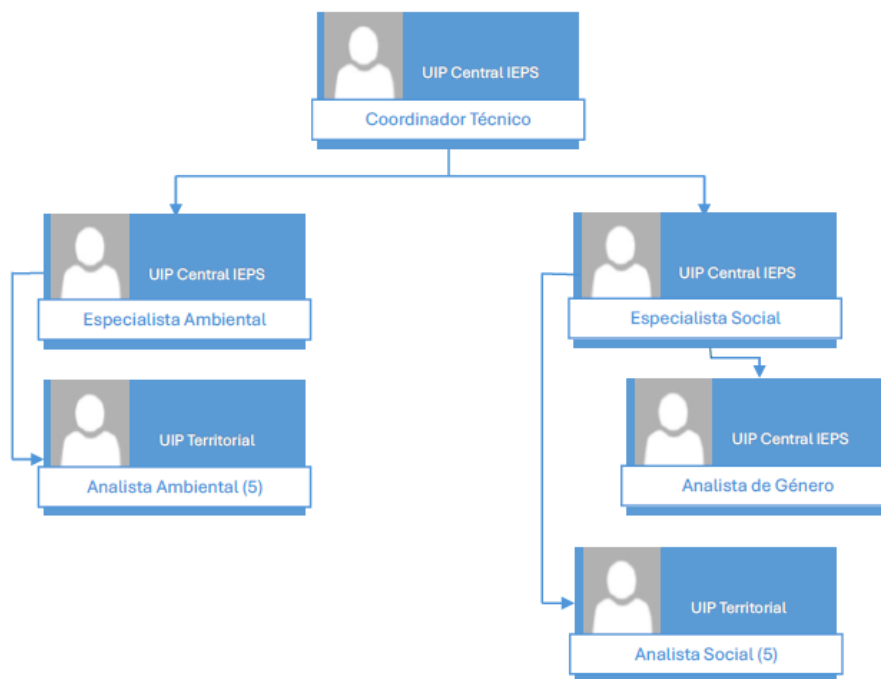 UIP Central IEPS
Coordinador Técnico
UIP Central IEPS
Especialista Ambiental
UIP Central IEPS
Especialista Social
UIP Territorial
Analista Ambiental (5)
UIP Central IEPS
Analista de Género
UIP Territorial
Analista Social (5)